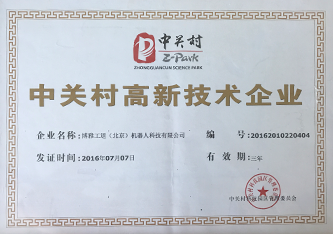 中关村
Z-Park
ZHONGGUANCUN SCIENCE PARK
中关村高新技术企业
企业名称：博雅工道（北京）机器人科技有限公司 编 号：20162010220404
发证时间：2016年07月07日 有 效 期：三年